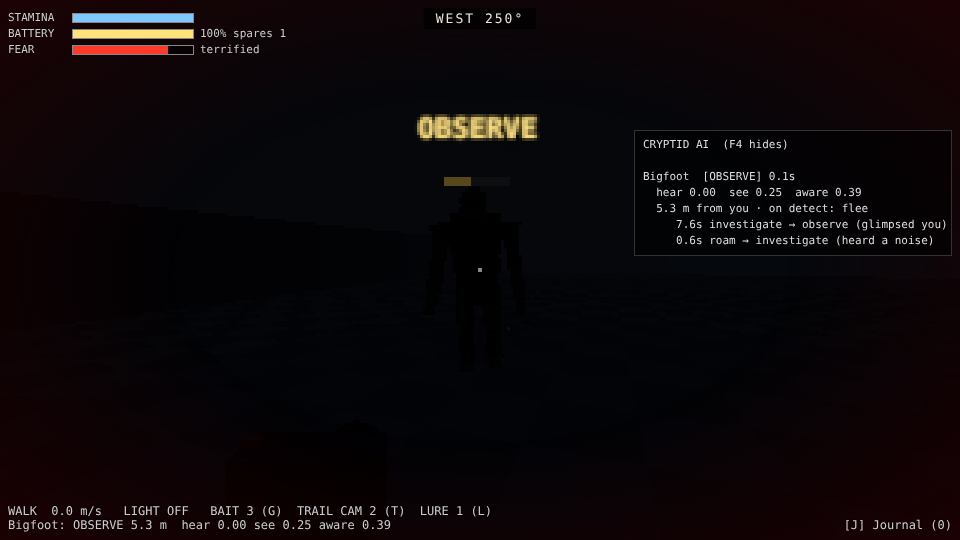 STAMINA
BATTERY 100% spares 1
FEAR terrified
WEST 250°
OBSERVE
CRYPTID AI (F4 hides)
Bigfoot [OBSERVE] 0.1s
hear 0.00 see 0.25 aware 0.39
5.3 m from you · on detect: flee
7.6s investigate → observe (glimpsed you)
0.6s roam → investigate (heard a noise)
WALK 0.0 m/s LIGHT OFF BAIT 3 (G) TRAIL CAM 2 (T) LURE 1 (L)
Bigfoot: OBSERVE 5.3 m hear 0.00 see 0.25 aware 0.39
[J] Journal (0)